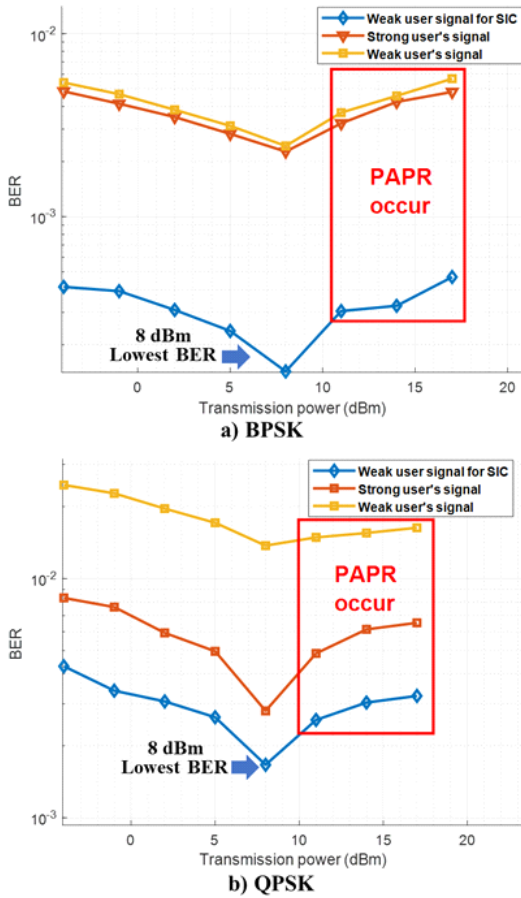 10^-2
Weak user signal for SIC
Strong user's signal
Weak user's signal
PAPR
occur
BER
10^-3
8 dBm
Lowest BER
0 5 10 15 20
Transmission power (dBm)
a) BPSK
Weak user signal for SIC
Strong user's signal
Weak user's signal
10^-2
PAPR
occur
BER
8 dBm
Lowest BER
10^-3
0 5 10 15 20
Transmission power (dBm)
b) QPSK